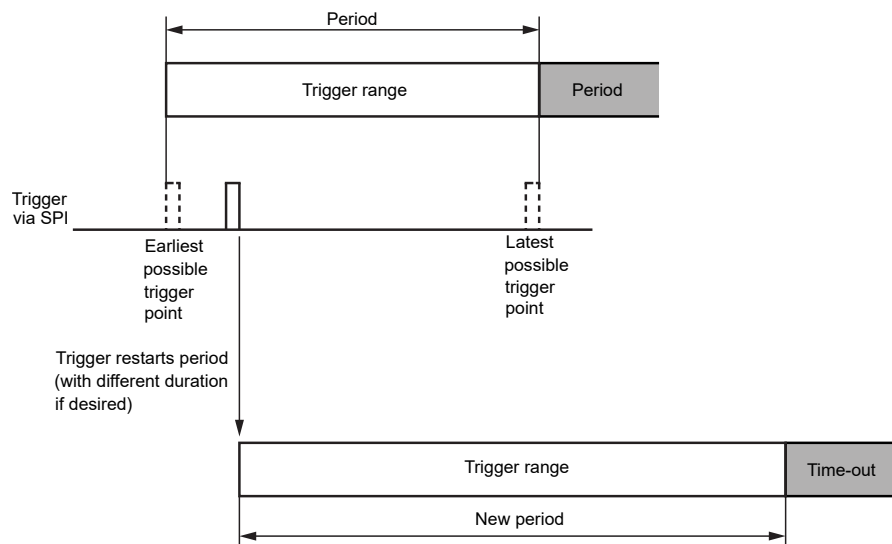 Period
Trigger range
Period
Trigger
via SPI
Earliest
possible
trigger
point
Latest
possible
trigger
point
Trigger restarts period
(with different duration
if desired)
Trigger range
Time-out
New period